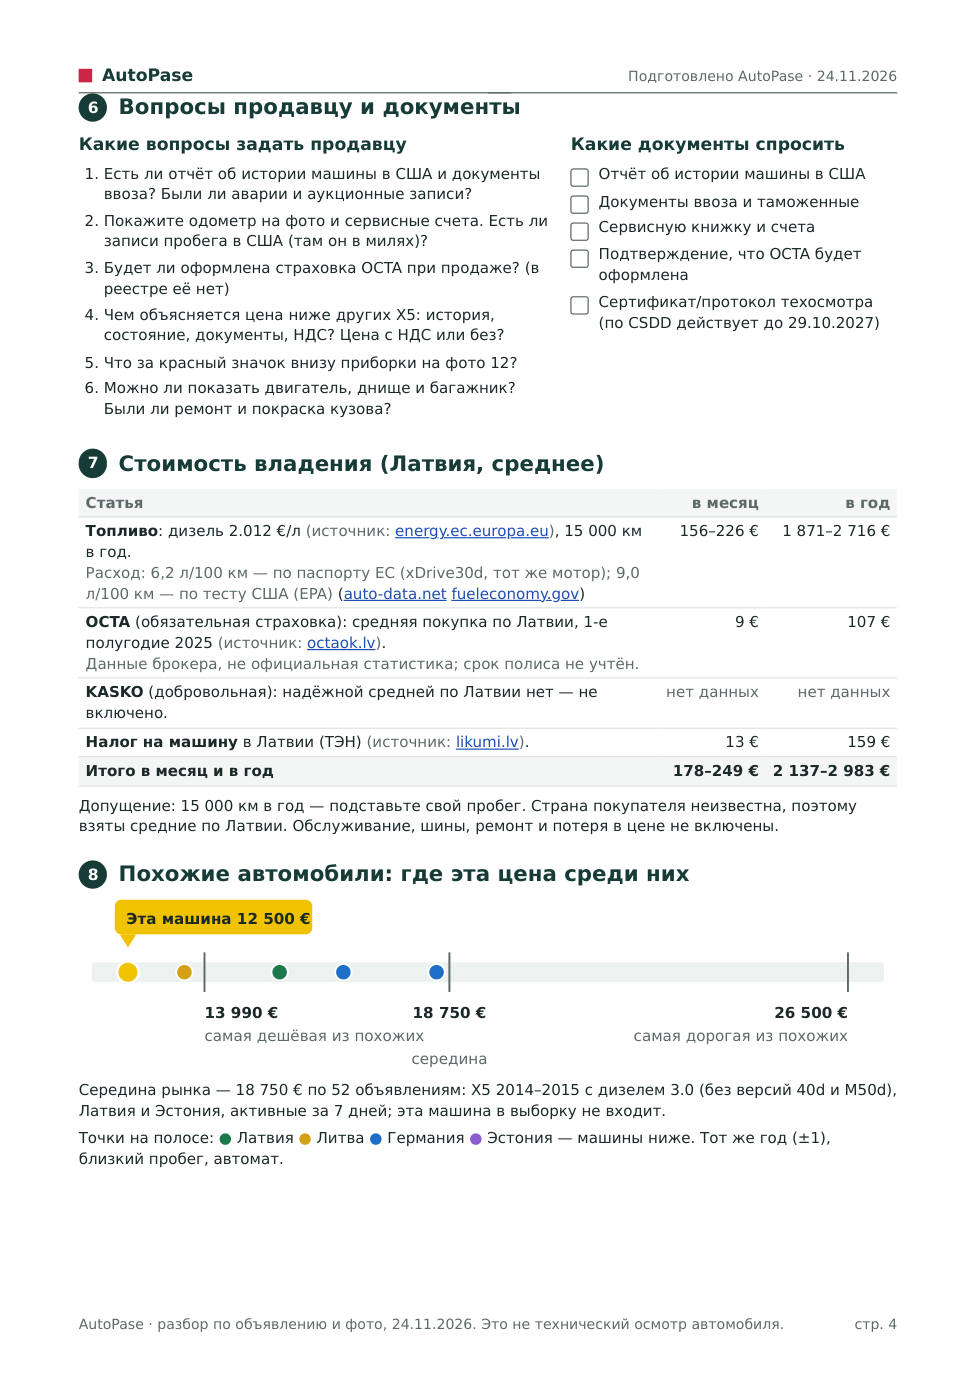 AutoPase
Подготовлено AutoPase · 24.11.2026
6 Вопросы продавцу и документы
Какие вопросы задать продавцу
1. Есть ли отчёт об истории машины в США и документы
ввоза? Были ли аварии и аукционные записи?
2. Покажите одометр на фото и сервисные счета. Есть ли
записи пробега в США (там он в милях)?
3. Будет ли оформлена страховка ОСТА при продаже? (в
реестре её нет)
4. Чем объясняется цена ниже других X5: история,
состояние, документы, НДС? Цена с НДС или без?
5. Что за красный значок внизу приборки на фото 12?
6. Можно ли показать двигатель, днище и багажник?
Были ли ремонт и покраска кузова?
Какие документы спросить
Отчёт об истории машины в США
Документы ввоза и таможенные
Сервисную книжку и счета
Подтверждение, что ОСТА будет
оформлена
Сертификат/протокол техосмотра
(по CSDD действует до 29.10.2027)
7 Стоимость владения (Латвия, среднее)
Статья в месяц в год
Топливо: дизель 2.012 €/л (источник: energy.ec.europa.eu), 15 000 км 156–226 € 1 871–2 716 €
в год.
Расход: 6,2 л/100 км — по паспорту ЕС (xDrive30d, тот же мотор); 9,0
л/100 км — по тесту США (EPA) (auto-data.net fueleconomy.gov)
ОСТА (обязательная страховка): средняя покупка по Латвии, 1-е 9 € 107 €
полугодие 2025 (источник: octaok.lv).
Данные брокера, не официальная статистика; срок полиса не учтён.
KASKO (добровольная): надёжной средней по Латвии нет — не нет данных нет данных
включено.
Налог на машину в Латвии (ТЭН) (источник: likumi.lv). 13 € 159 €
Итого в месяц и в год 178–249 € 2 137–2 983 €
Допущение: 15 000 км в год — подставьте свой пробег. Страна покупателя неизвестна, поэтому
взяты средние по Латвии. Обслуживание, шины, ремонт и потеря в цене не включены.
8 Похожие автомобили: где эта цена среди них
Эта машина 12 500 €
13 990 € 18 750 € 26 500 €
самая дешёвая из похожих самая дорогая из похожих
середина
Середина рынка — 18 750 € по 52 объявлениям: X5 2014–2015 с дизелем 3.0 (без версий 40d и M50d),
Латвия и Эстония, активные за 7 дней; эта машина в выборку не входит.
Точки на полосе: Латвия Литва Германия Эстония — машины ниже. Тот же год (±1),
близкий пробег, автомат.
AutoPase · разбор по объявлению и фото, 24.11.2026. Это не технический осмотр автомобиля.
стр. 4